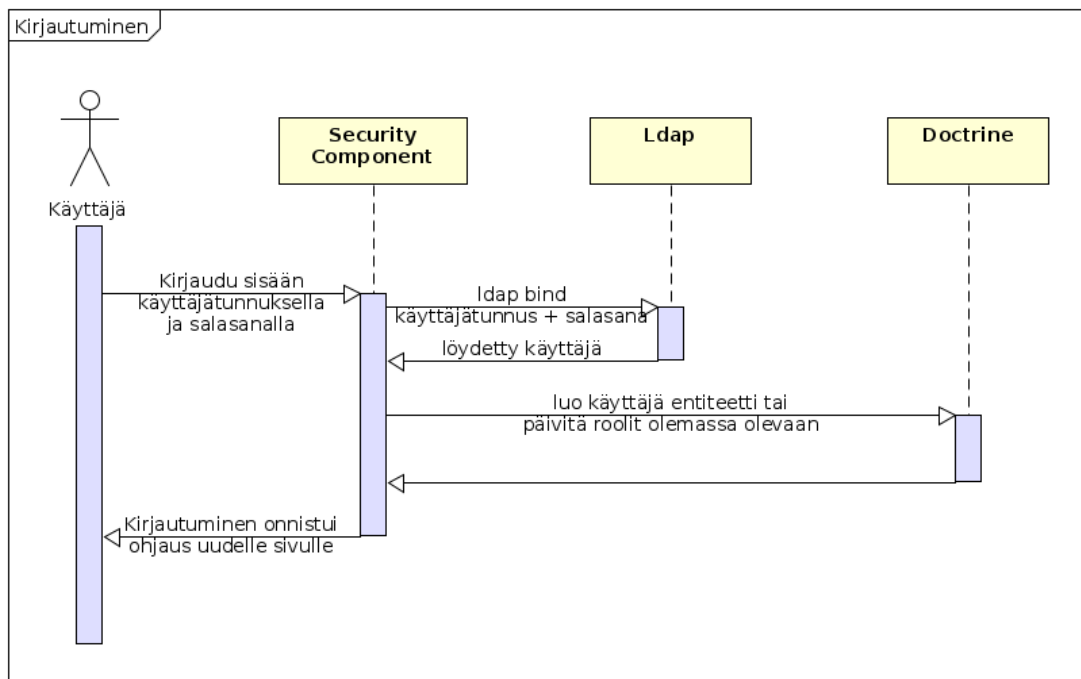 Kirjautuminen
Security
Component
Ldap
Doctrine
Käyttäjä
Kirjaudu sisään
käyttäjätunnuksella
ja salasanalla
ldap bind
käyttäjätunnus + salasana
löydetty käyttäjä
luo käyttäjä entiteetti tai
päivitä roolit olemassa olevaan
Kirjautuminen onnistui
ohjaus uudelle sivulle